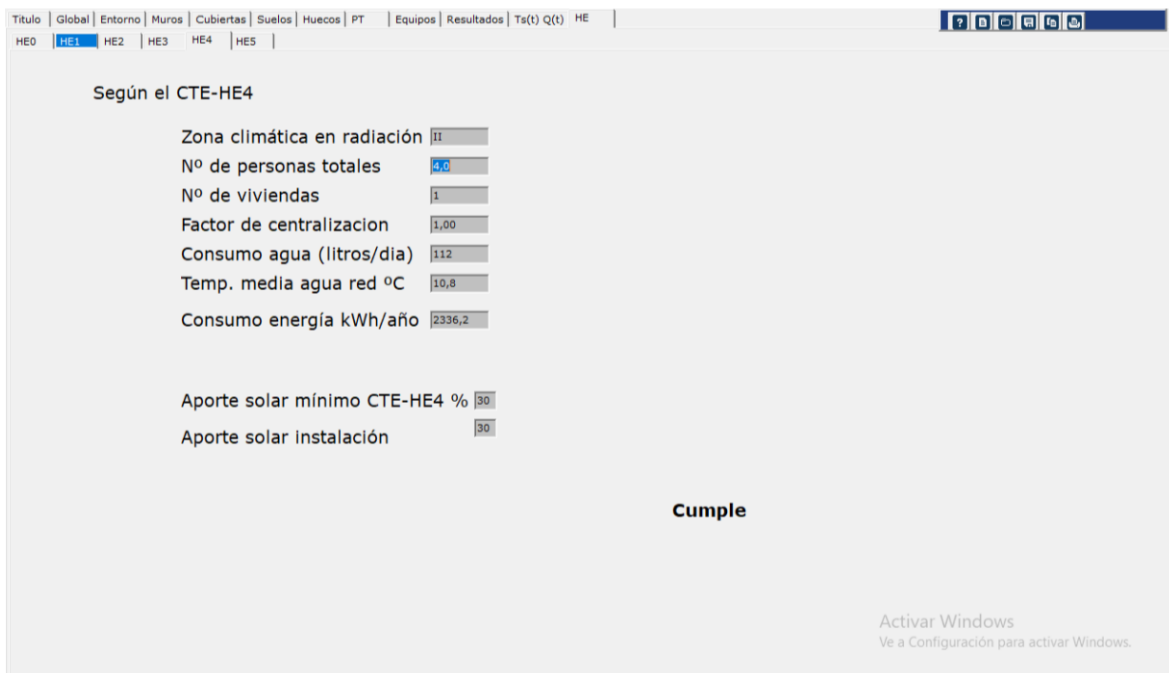 Titulo Global Entorno Muros Cubiertas Suelos Huecos PT Equipos Resultados Ts(t) Q(t) HE
HE0 HE1 HE2 HE3 HE4 HE5
Según el CTE-HE4
Zona climática en radiación II
Nº de personas totales 4,0
Nº de viviendas 1
Factor de centralizacion 1,00
Consumo agua (litros/dia) 112
Temp. media agua red ºC 10,8
Consumo energía kWh/año 2336,2
Aporte solar mínimo CTE-HE4 % 30
Aporte solar instalación 30
Cumple
Activar Windows
Ve a Configuración para activar Windows.